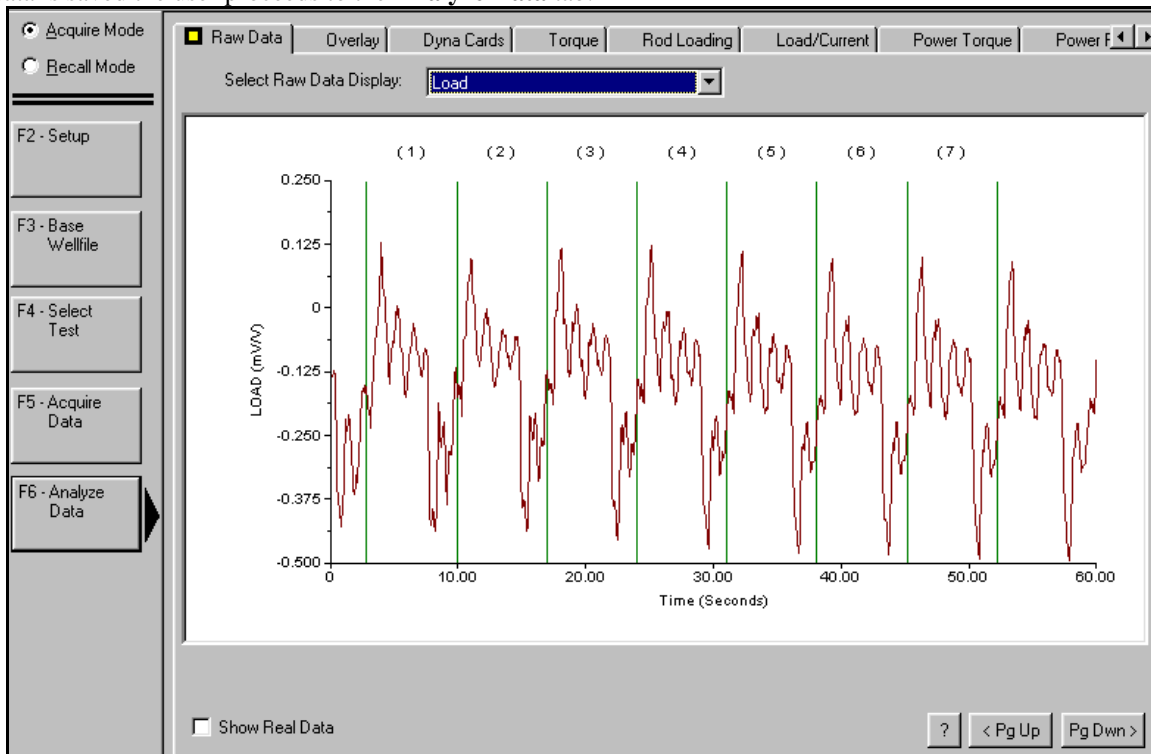 Acquire Mode
Recall Mode
F2 - Setup
F3 - Base
Wellfile
F4 - Select
Test
F5 - Acquire
Data
F6 - Analyze
Data
Raw Data
Overlay
Dyna Cards
Torque
Rod Loading
Load/Current
Power Torque
Power
Select Raw Data Display:
Load
(1) (2) (3) (4) (5) (6) (7)
0.250
0.125
0
-0.125
-0.250
-0.375
-0.500
LOAD (mV/V)
0 10.00 20.00 30.00 40.00 50.00 60.00
Time (Seconds)
Show Real Data
?
< Pg Up
Pg Dwn >